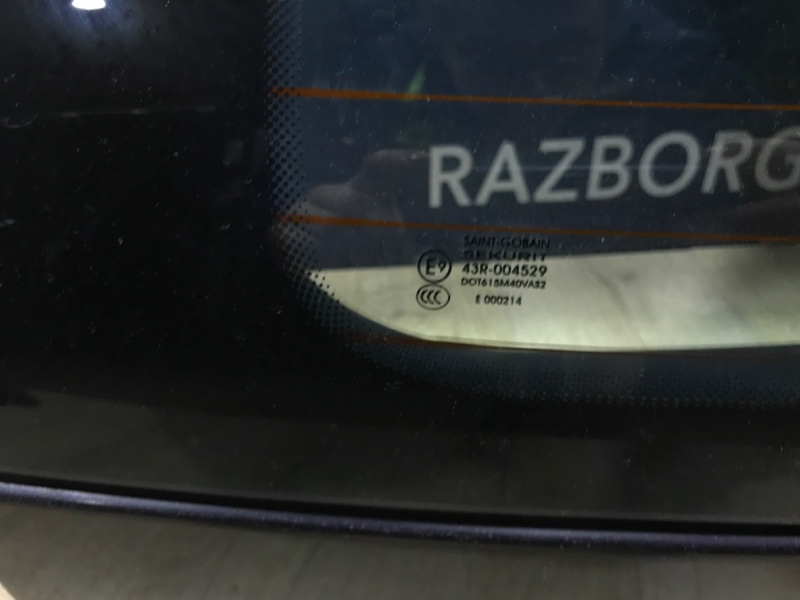 RAZBORG
SAINT-GOBAIN
SEKURIT
E9 43R-004529
DOT615M40VAS2
CCC E 000214